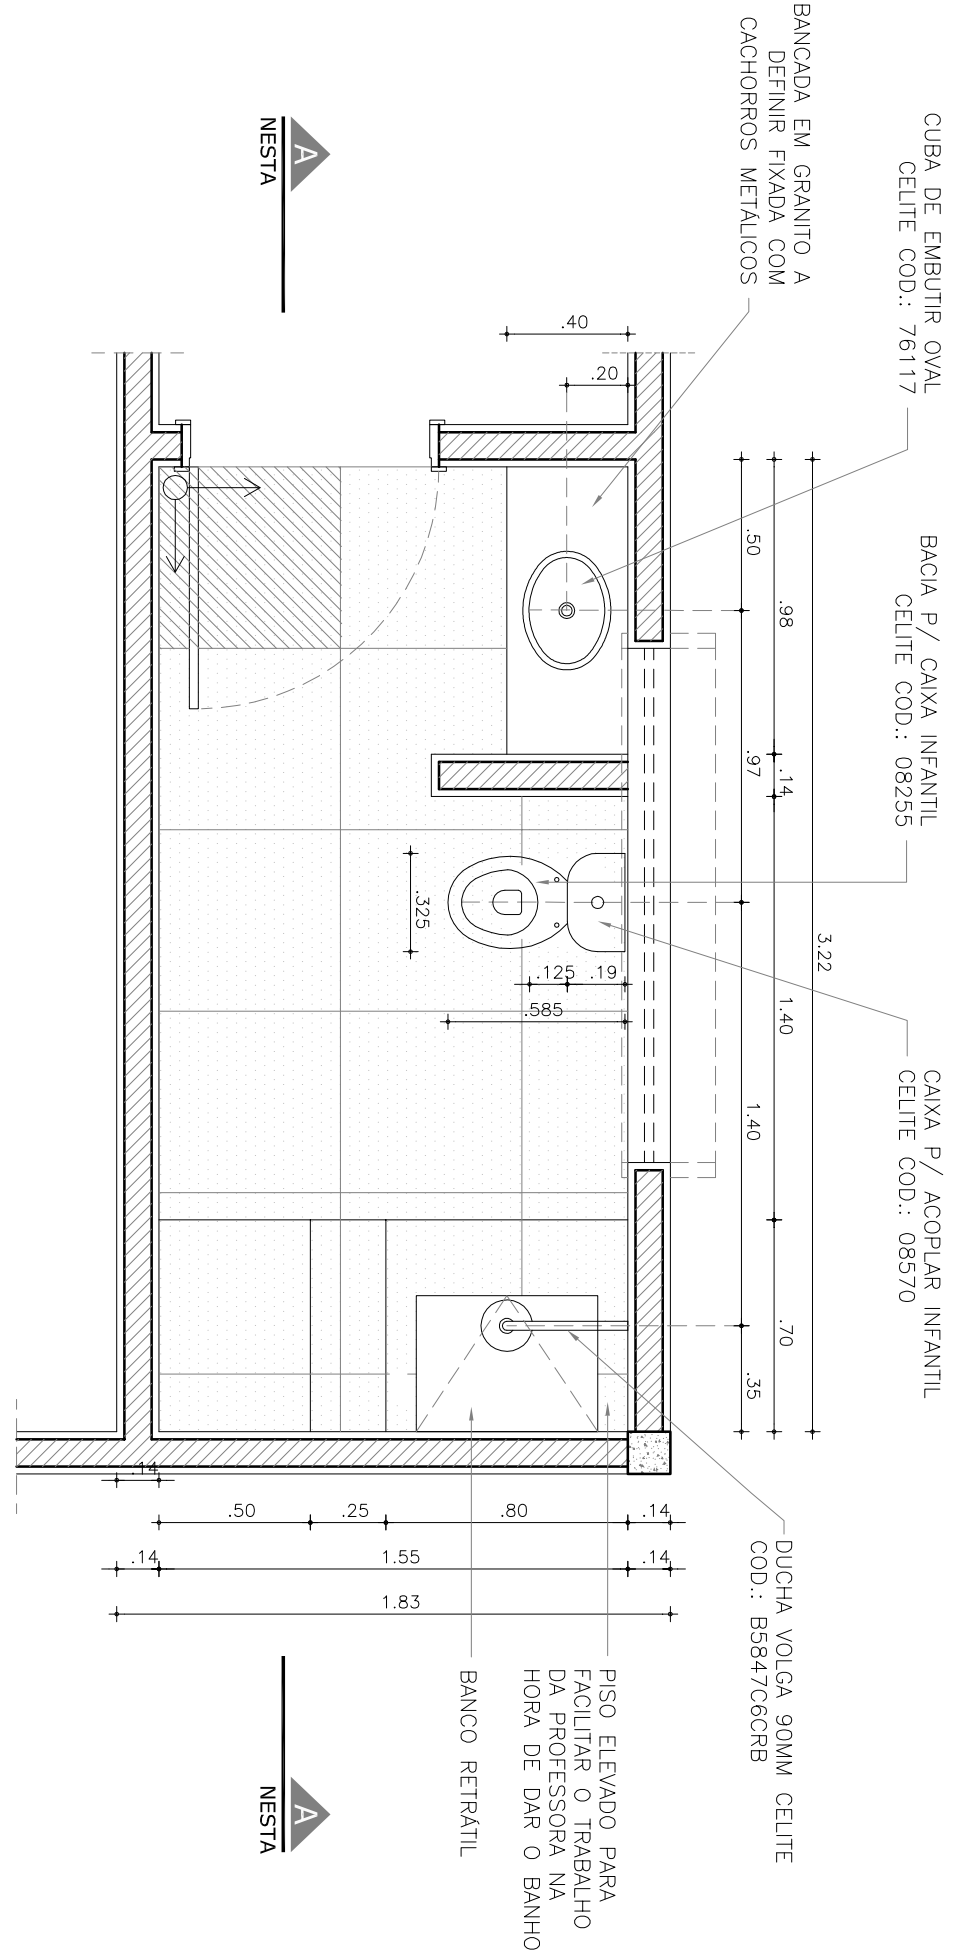 BANCADA EM GRANITO A
DEFINIR FIXADA COM
CACHORROS METÁLICOS
CUBA DE EMBUTIR OVAL
CELITE COD.: 76117
BACIA P/ CAIXA INFANTIL
CELITE COD.: 08255
CAIXA P/ ACOPLAR INFANTIL
CELITE COD.: 08570
DUCHA VOLGA 90MM CELITE
COD.: B5847C6CRB
PISO ELEVADO PARA
FACILITAR O TRABALHO
DA PROFESSORA NA
HORA DE DAR O BANHO
BANCO RETRÁTIL
3.22
.98
.14
1.40
.70
.50
.97
1.40
.35
.40
.20
.325
.125
.19
.585
.14
.50
.25
.80
.14
.14
1.55
.14
1.83
A
NESTA
A
NESTA